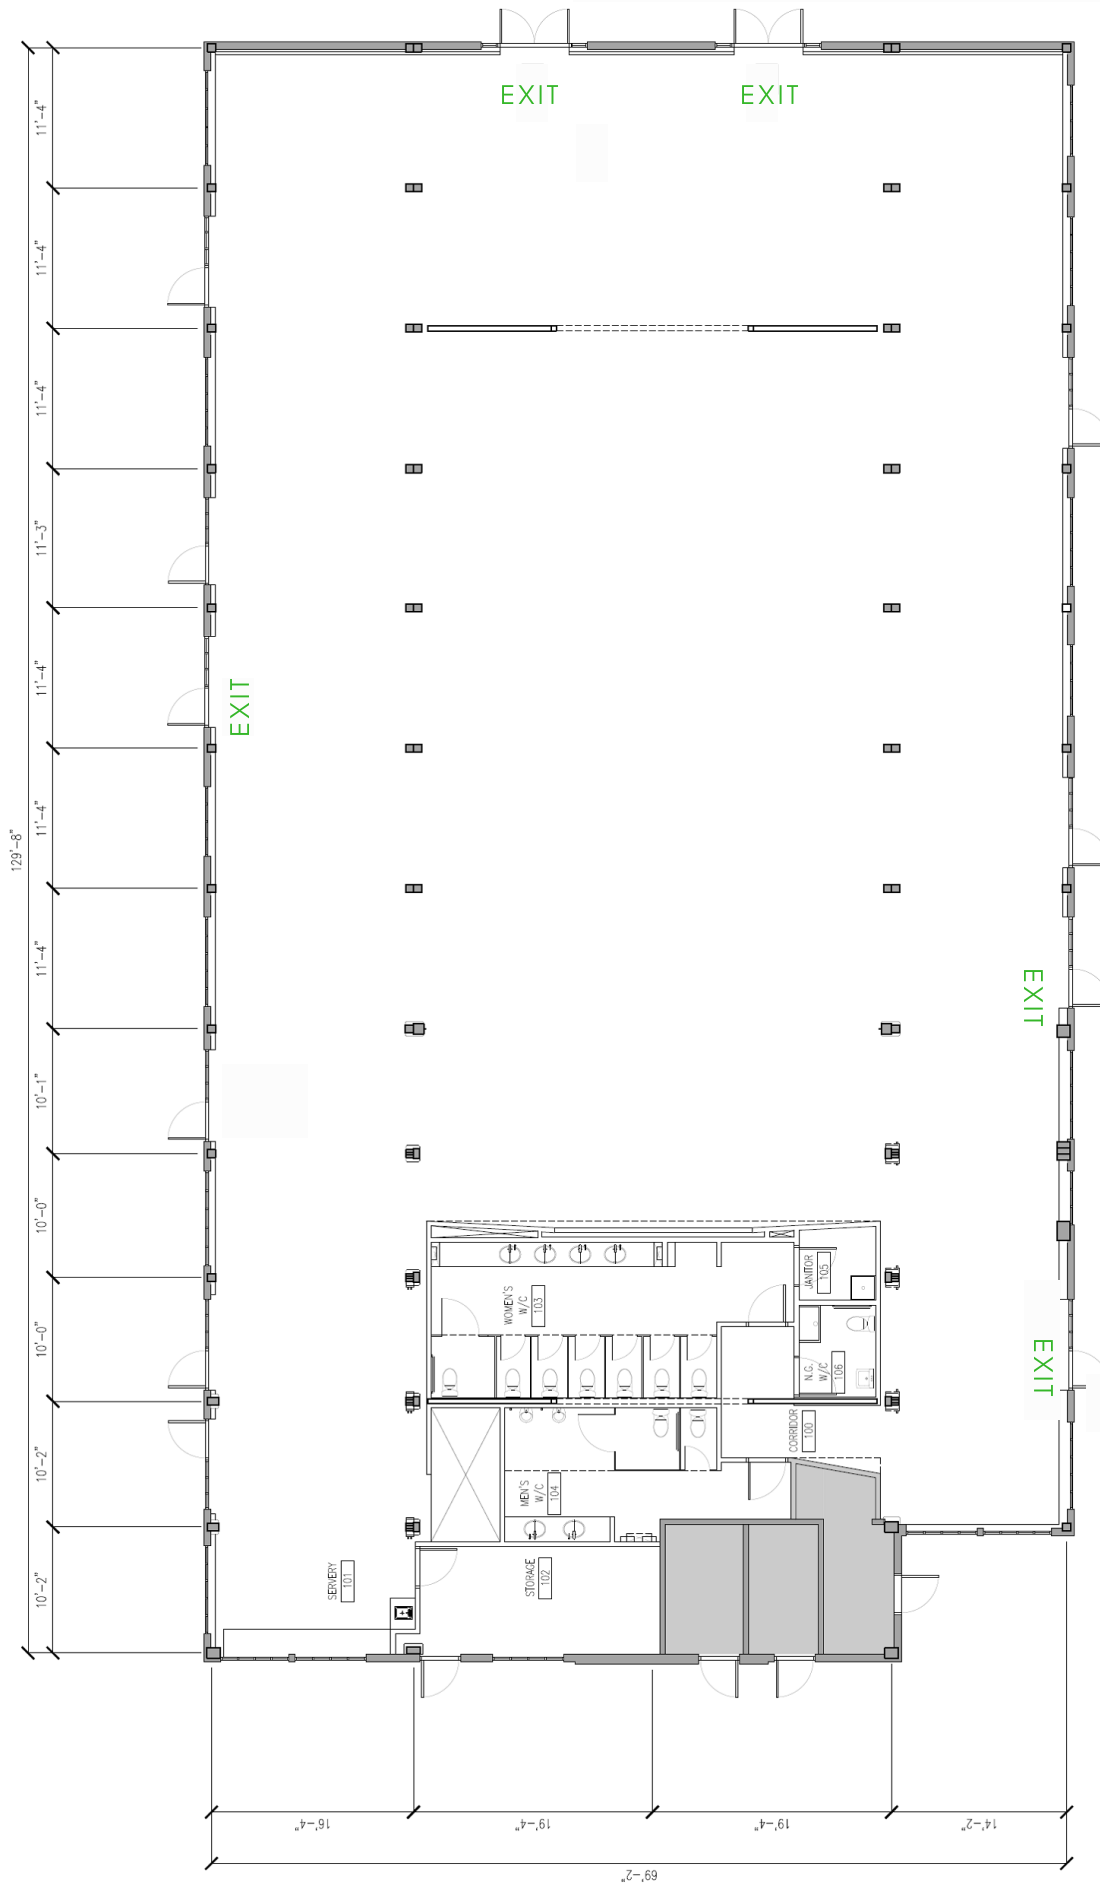 EXIT
EXIT
11'-4"
11'-4"
11'-4"
11'-3"
11'-4"
EXIT
129'-8"
11'-4"
11'-4"
EXIT
10'-1"
10'-0"
JANITOR
105
WOMEN'S
W/C
103
10'-0"
EXIT
N.G.
W/C
106
CORRIDOR
100
10'-2"
MEN'S
W/C
104
10'-2"
SERVERY
101
STORAGE
102
16'-4"
19'-4"
19'-4"
14'-2"
69'-2"